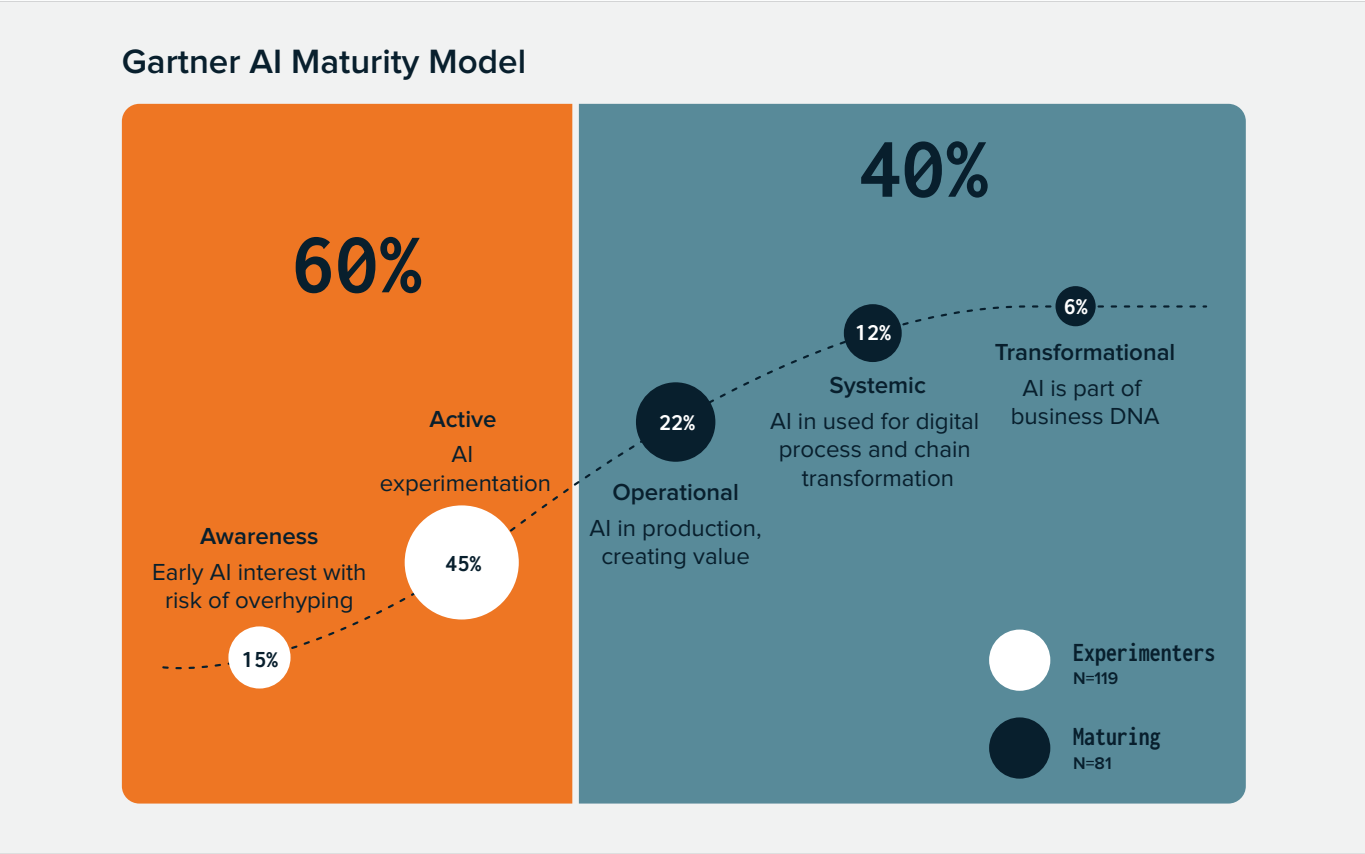 Gartner AI Maturity Model
60%
40%
Awareness
Early AI interest with
risk of overhyping
15%
Active
AI
experimentation
45%
22%
Operational
AI in production,
creating value
12%
Systemic
AI in used for digital
process and chain
transformation
6%
Transformational
AI is part of
business DNA
Experimenters
N=119
Maturing
N=81